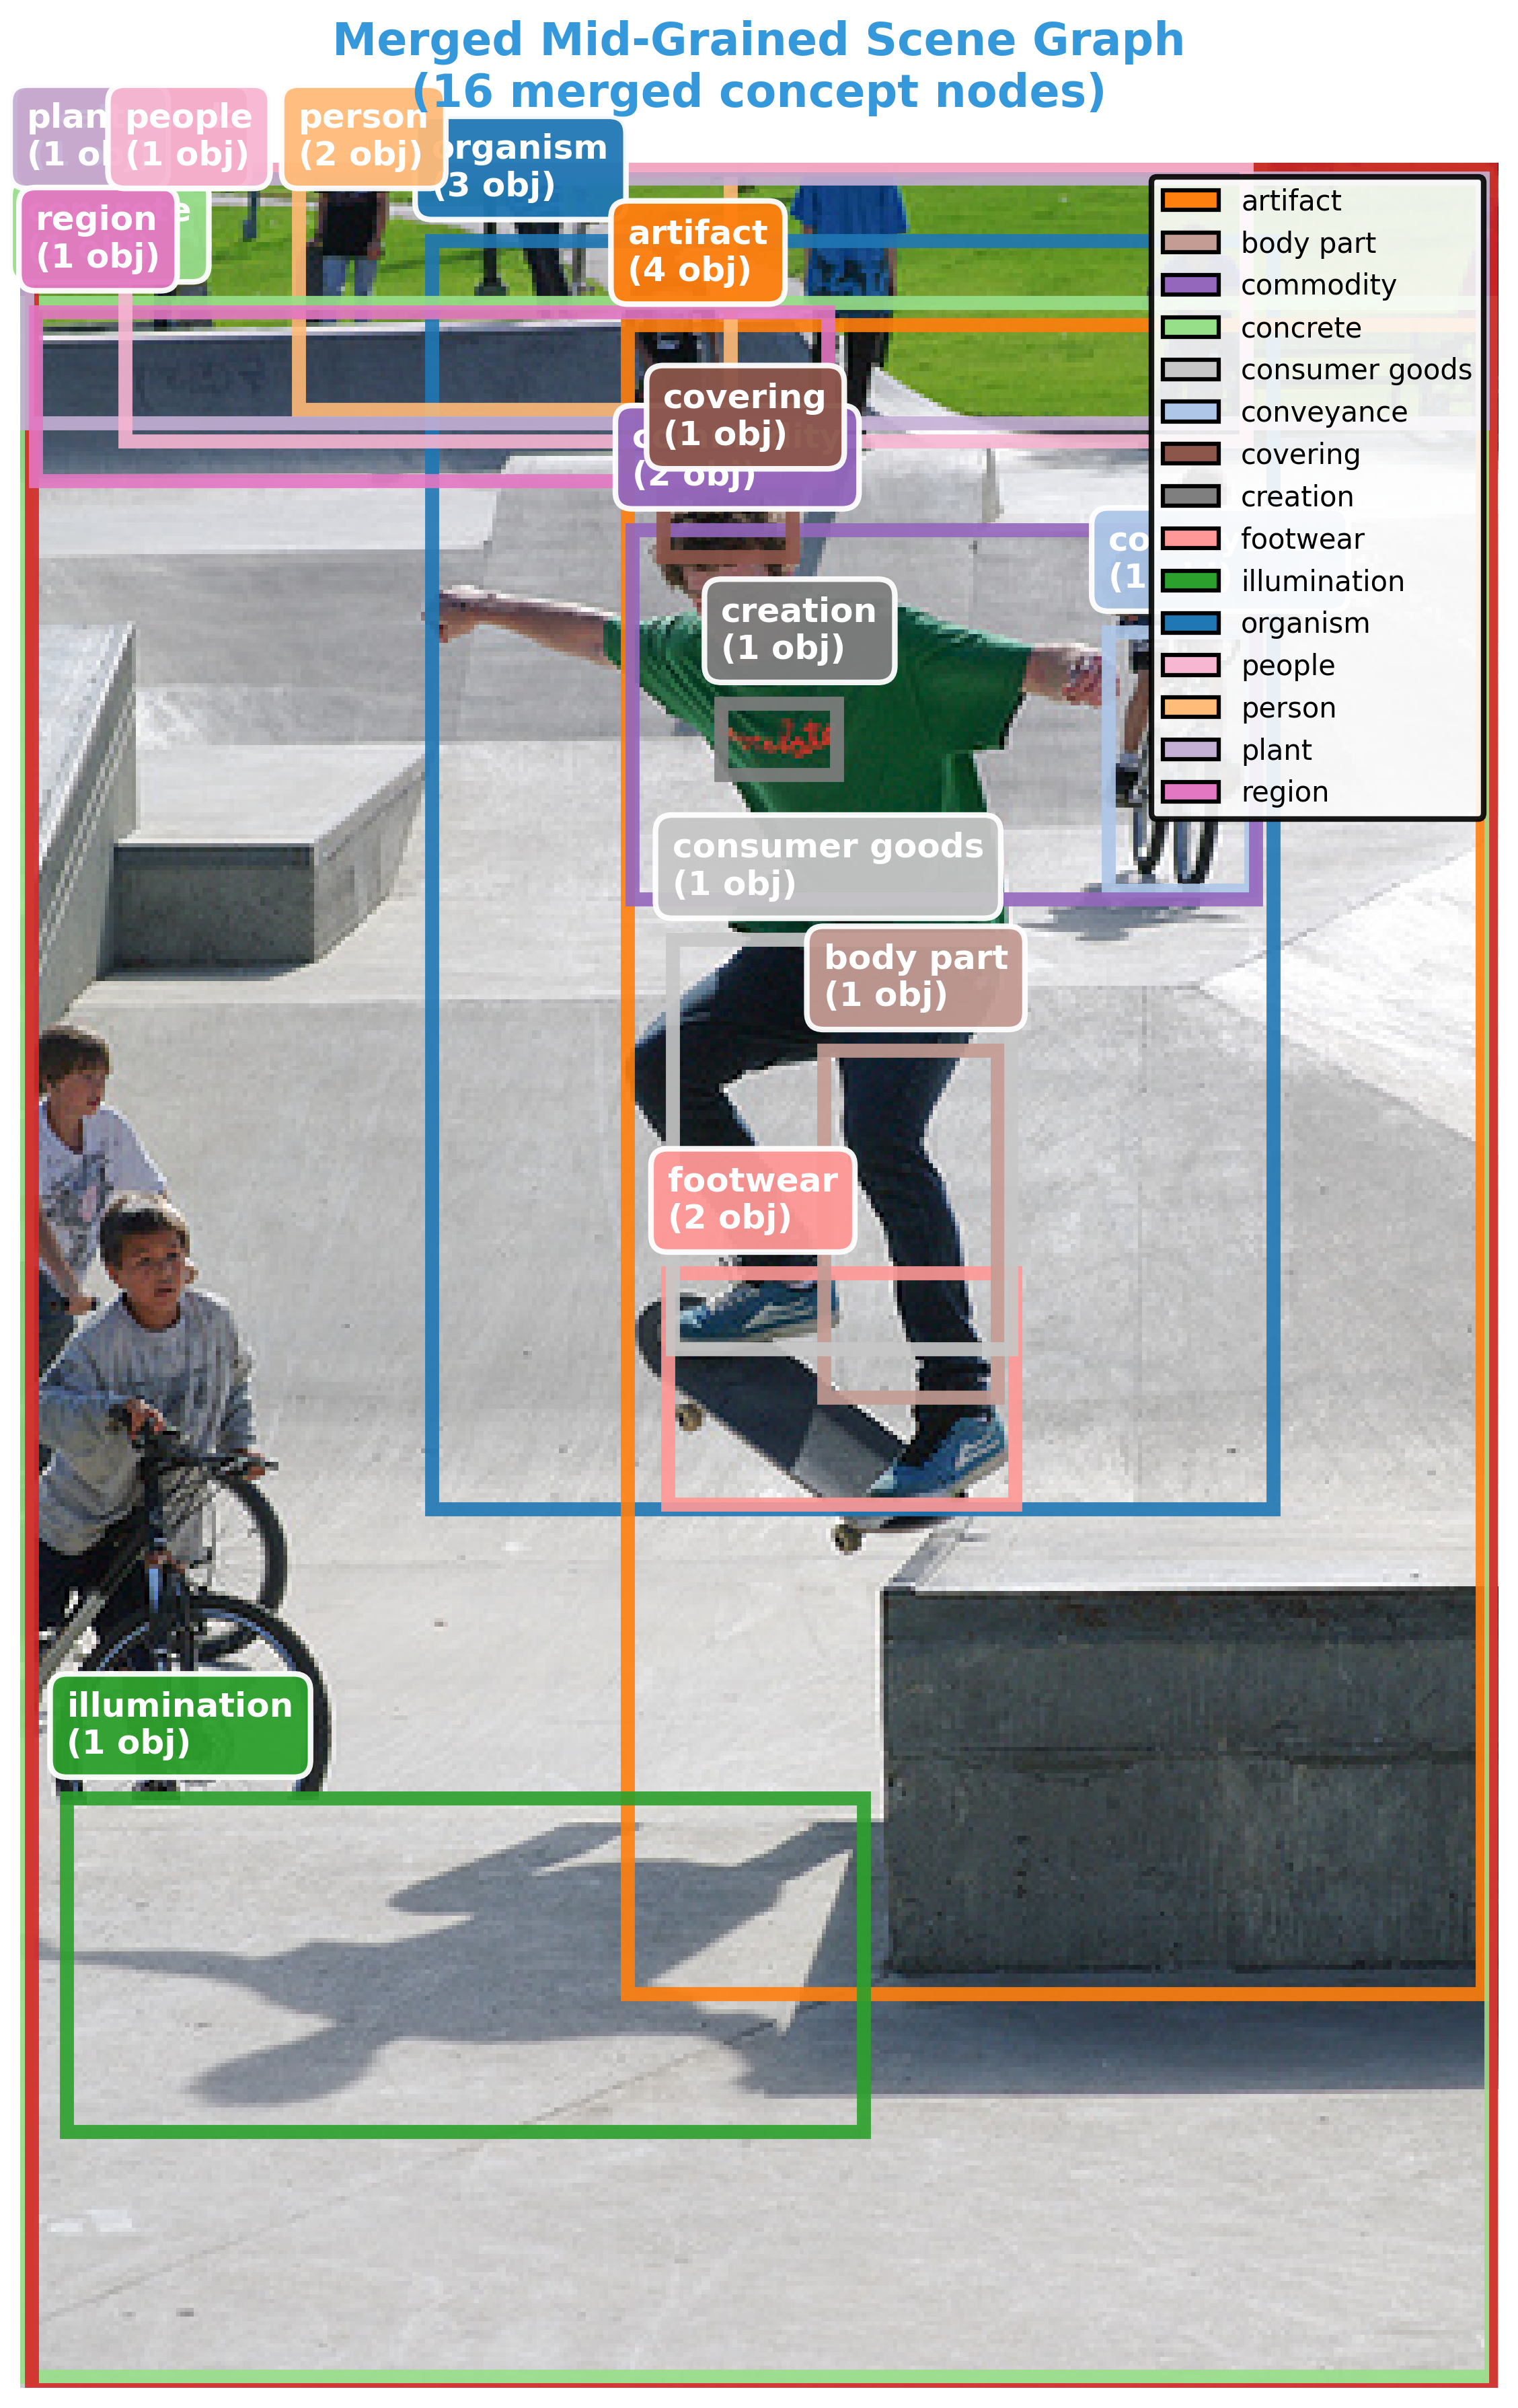 Merged Mid-Grained Scene Graph
(16 merged concept nodes)
people
(1 obj)
person
(2 obj)
organism
(3 obj)
region
(1 obj)
artifact
(4 obj)
covering
(1 obj)
(2 obj)
creation
(1 obj)
consumer goods
(1 obj)
body part
(1 obj)
footwear
(2 obj)
illumination
(1 obj)
artifact
body part
commodity
concrete
consumer goods
conveyance
covering
creation
footwear
illumination
organism
people
person
plant
region